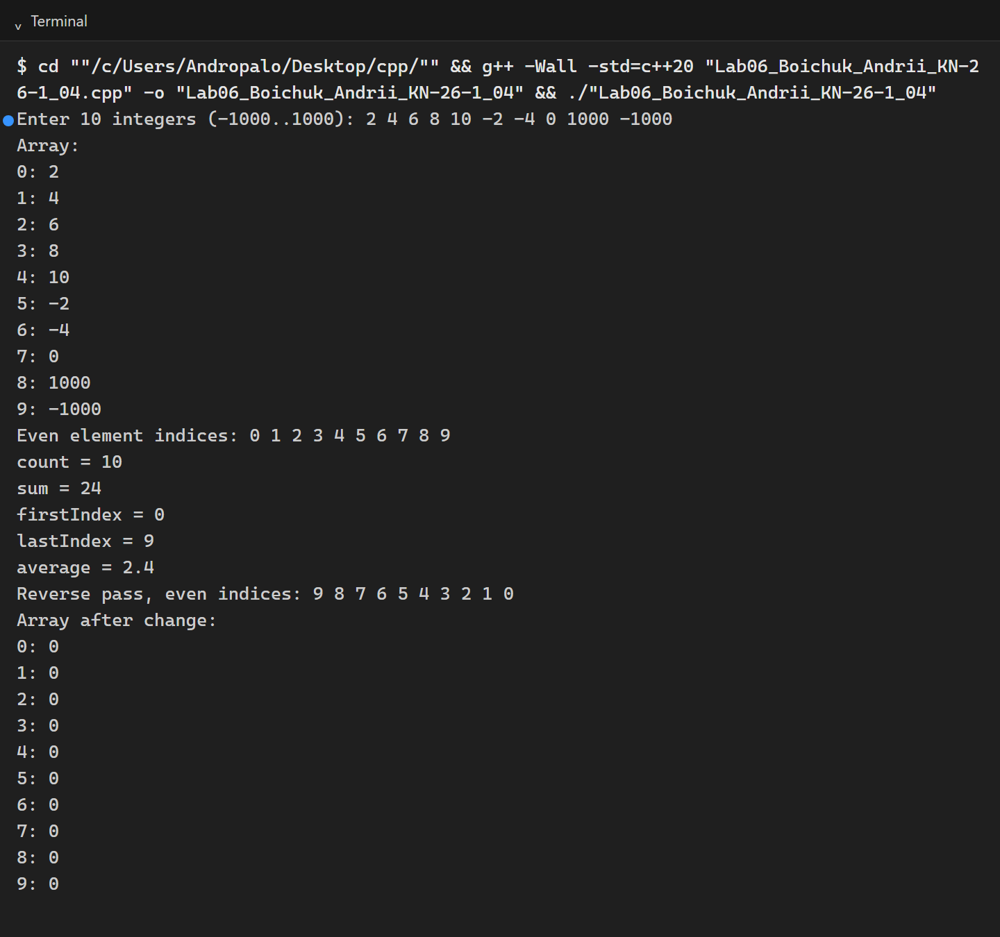 Terminal
$ cd ""/c/Users/Andropalo/Desktop/cpp/"" && g++ -Wall -std=c++20 "Lab06_Boichuk_Andrii_KN-2
6-1_04.cpp" -o "Lab06_Boichuk_Andrii_KN-26-1_04" && ./"Lab06_Boichuk_Andrii_KN-26-1_04"
Enter 10 integers (-1000..1000): 2 4 6 8 10 -2 -4 0 1000 -1000
Array:
0: 2
1: 4
2: 6
3: 8
4: 10
5: -2
6: -4
7: 0
8: 1000
9: -1000
Even element indices: 0 1 2 3 4 5 6 7 8 9
count = 10
sum = 24
firstIndex = 0
lastIndex = 9
average = 2.4
Reverse pass, even indices: 9 8 7 6 5 4 3 2 1 0
Array after change:
0: 0
1: 0
2: 0
3: 0
4: 0
5: 0
6: 0
7: 0
8: 0
9: 0